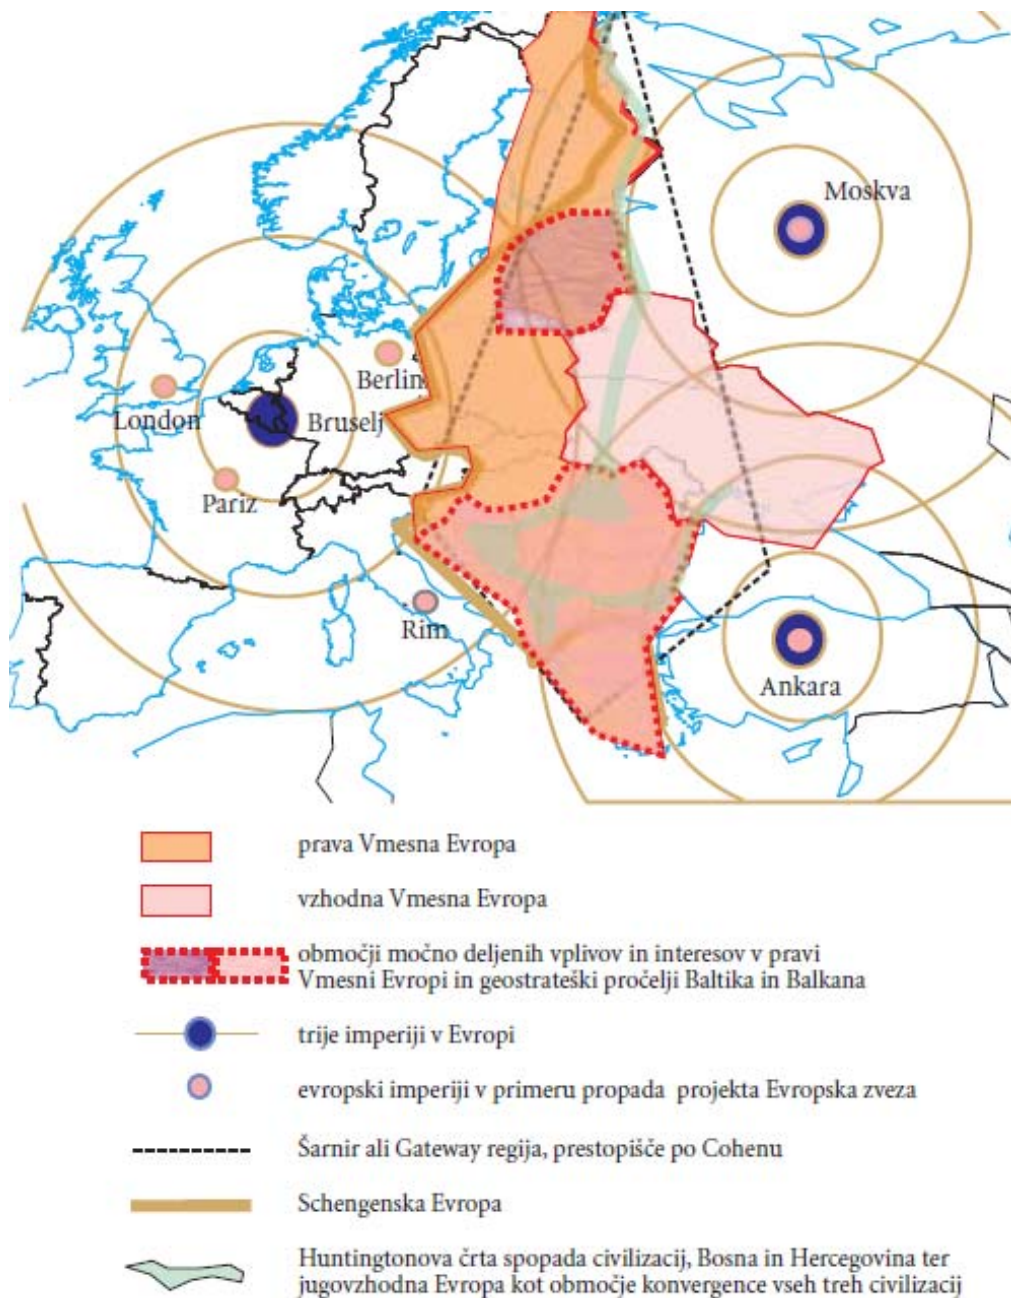 Moskva
Berlin
London
Bruselj
Pariz
Rim
Ankara
prava Vmesna Evropa
vzhodna Vmesna Evropa
območji močno deljenih vplivov in interesov v pravi
Vmesni Evropi in geostrateški pročelji Baltika in Balkana
trije imperiji v Evropi
evropski imperiji v primeru propada projekta Evropska zveza
Šarnir ali Gateway regija, prestopišče po Cohenu
Schengenska Evropa
Huntingtonova črta spopada civilizacij, Bosna in Hercegovina ter
jugovzhodna Evropa kot območje konvergence vseh treh civilizacij